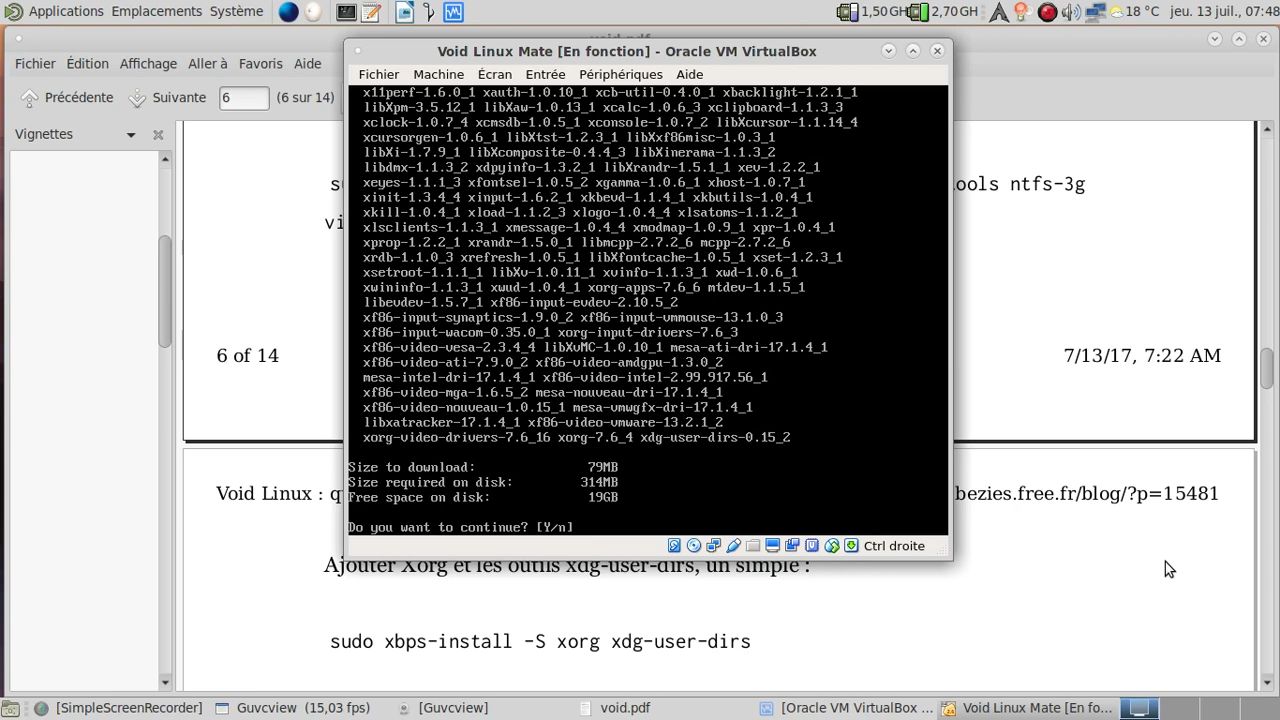 Applications Emplacements Système
1,50 GH 2,70 GH 18 °C jeu. 13 juil., 07:48
Fichier Édition Affichage Aller à Favoris Aide
Précédente Suivante 6 (6 sur 14)
Vignettes
Void Linux Mate [En fonction] - Oracle VM VirtualBox
Fichier Machine Écran Entrée Périphériques Aide
x11perf-1.6.0_1 xauth-1.0.10_1 xcb-util-0.4.0_1 xbacklight-1.2.1_1
libXpm-3.5.12_1 libXaw-1.0.13_1 xcalc-1.0.6_3 xclipboard-1.1.3_3
xclock-1.0.7_4 xcmsdb-1.0.5_1 xconsole-1.0.7_2 libXcursor-1.1.14_4
xcursorgen-1.0.6_1 libXtst-1.2.3_1 libXxf86misc-1.0.3_1
libXi-1.7.9_1 libXcomposite-0.4.4_3 libXinerama-1.1.3_2
libdmx-1.1.3_2 xdpyinfo-1.3.2_1 libXrandr-1.5.1_1 xev-1.2.2_1
xeyes-1.1.1_3 xfontsel-1.0.5_2 xgamma-1.0.6_1 xhost-1.0.7_1
xinit-1.3.4_4 xinput-1.6.2_1 xkbevd-1.1.4_1 xkbutils-1.0.4_1
xkill-1.0.4_1 xload-1.1.2_3 xlogo-1.0.4_4 xlsatoms-1.1.2_1
xlsclients-1.1.3_1 xmessage-1.0.4_4 xmodmap-1.0.9_1 xpr-1.0.4_1
xprop-1.2.2_1 xrandr-1.5.0_1 libmcpp-2.7.2_6 mcpp-2.7.2_6
xrdb-1.1.0_3 xrefresh-1.0.5_1 libXfontcache-1.0.5_1 xset-1.2.3_1
xsetroot-1.1.1_1 libXv-1.0.11_1 xvinfo-1.1.3_1 xwd-1.0.6_1
xwininfo-1.1.3_1 xwud-1.0.4_1 xorg-apps-7.6_6 mtdev-1.1.5_1
libevdev-1.5.7_1 xf86-input-evdev-2.10.5_2
xf86-input-synaptics-1.9.0_2 xf86-input-vmmouse-13.1.0_3
xf86-input-wacom-0.35.0_1 xorg-input-drivers-7.6_3
xf86-video-vesa-2.3.4_4 libXvMC-1.0.10_1 mesa-ati-dri-17.1.4_1
xf86-video-ati-7.9.0_2 xf86-video-amdgpu-1.3.0_2
mesa-intel-dri-17.1.4_1 xf86-video-intel-2.99.917.56_1
xf86-video-mga-1.6.5_2 mesa-nouveau-dri-17.1.4_1
xf86-video-nouveau-1.0.15_1 mesa-vmwgfx-dri-17.1.4_1
libxatracker-17.1.4_1 xf86-video-vmware-13.2.1_2
xorg-video-drivers-7.6_16 xorg-7.6_4 xdg-user-dirs-0.15_2
Size to download: 79MB
Size required on disk: 314MB
Free space on disk: 19GB
Do you want to continue? [Y/n]
Ctrl droite
su ools ntfs-3g
vi
6 of 14 7/13/17, 7:22 AM
Void Linux : q bezies.free.fr/blog/?p=15481
Ajouter Xorg et les outils xdg-user-dirs, un simple :
sudo xbps-install -S xorg xdg-user-dirs
[SimpleScreenRecorder] Guvcview (15,03 fps) [Guvcview] void.pdf [Oracle VM VirtualBox ... Void Linux Mate [En fo...